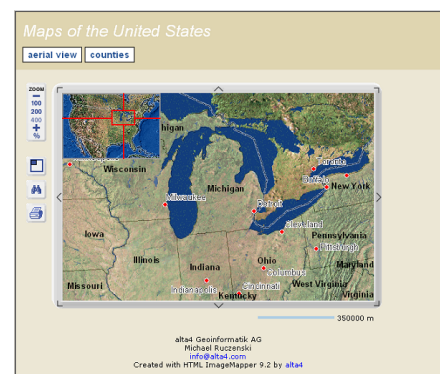 Maps of the United States
aerial view counties
ZOOM
100
200
400
%
higan
Wisconsin
Toronto
Buffalo
New York
Michigan
Milwaukee
Detroit
Cleveland
Iowa
Pennsylvania
Pittsburgh
Illinois
Indiana
Ohio
Maryland
Columbus
Missouri
Indianapolis
Cincinnati
West Virginia
Kentucky
Virginia
350000 m
alta4 Geoinformatik AG
Michael Ruczenski
info@alta4.com
Created with HTML ImageMapper 9.2 by alta4